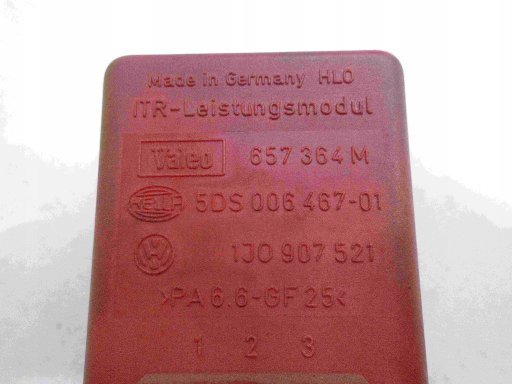 Made in Germany HLO
ITR-Leistungsmodul
Valeo 657 364 M
HELLA 5DS 006 467-01
VW 1J0 907 521
>PA 6.6-GF 25<
1 2 3